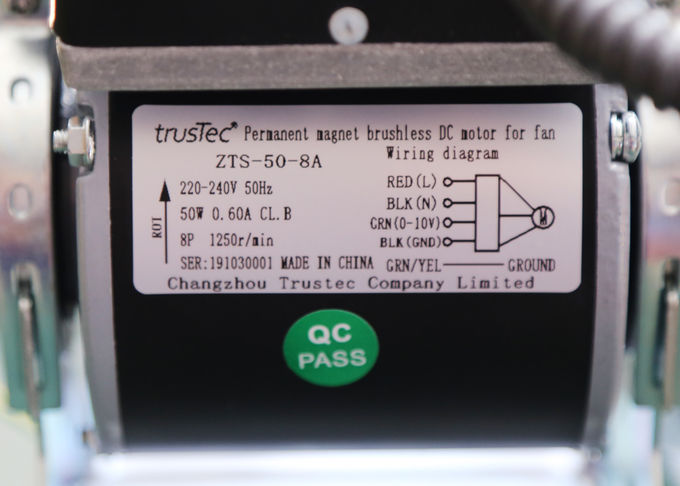 trusTec® Permanent magnet brushless DC motor for fan
ZTS-50-8A
Wiring diagram
ROT
220-240V 50Hz
50W 0.60A CL.B
8P 1250r/min
SER:191030001 MADE IN CHINA
RED(L)
BLK(N)
GRN(0-10V)
BLK(GND)
M
GRN/YEL GROUND
Changzhou Trustec Company Limited
QC
PASS